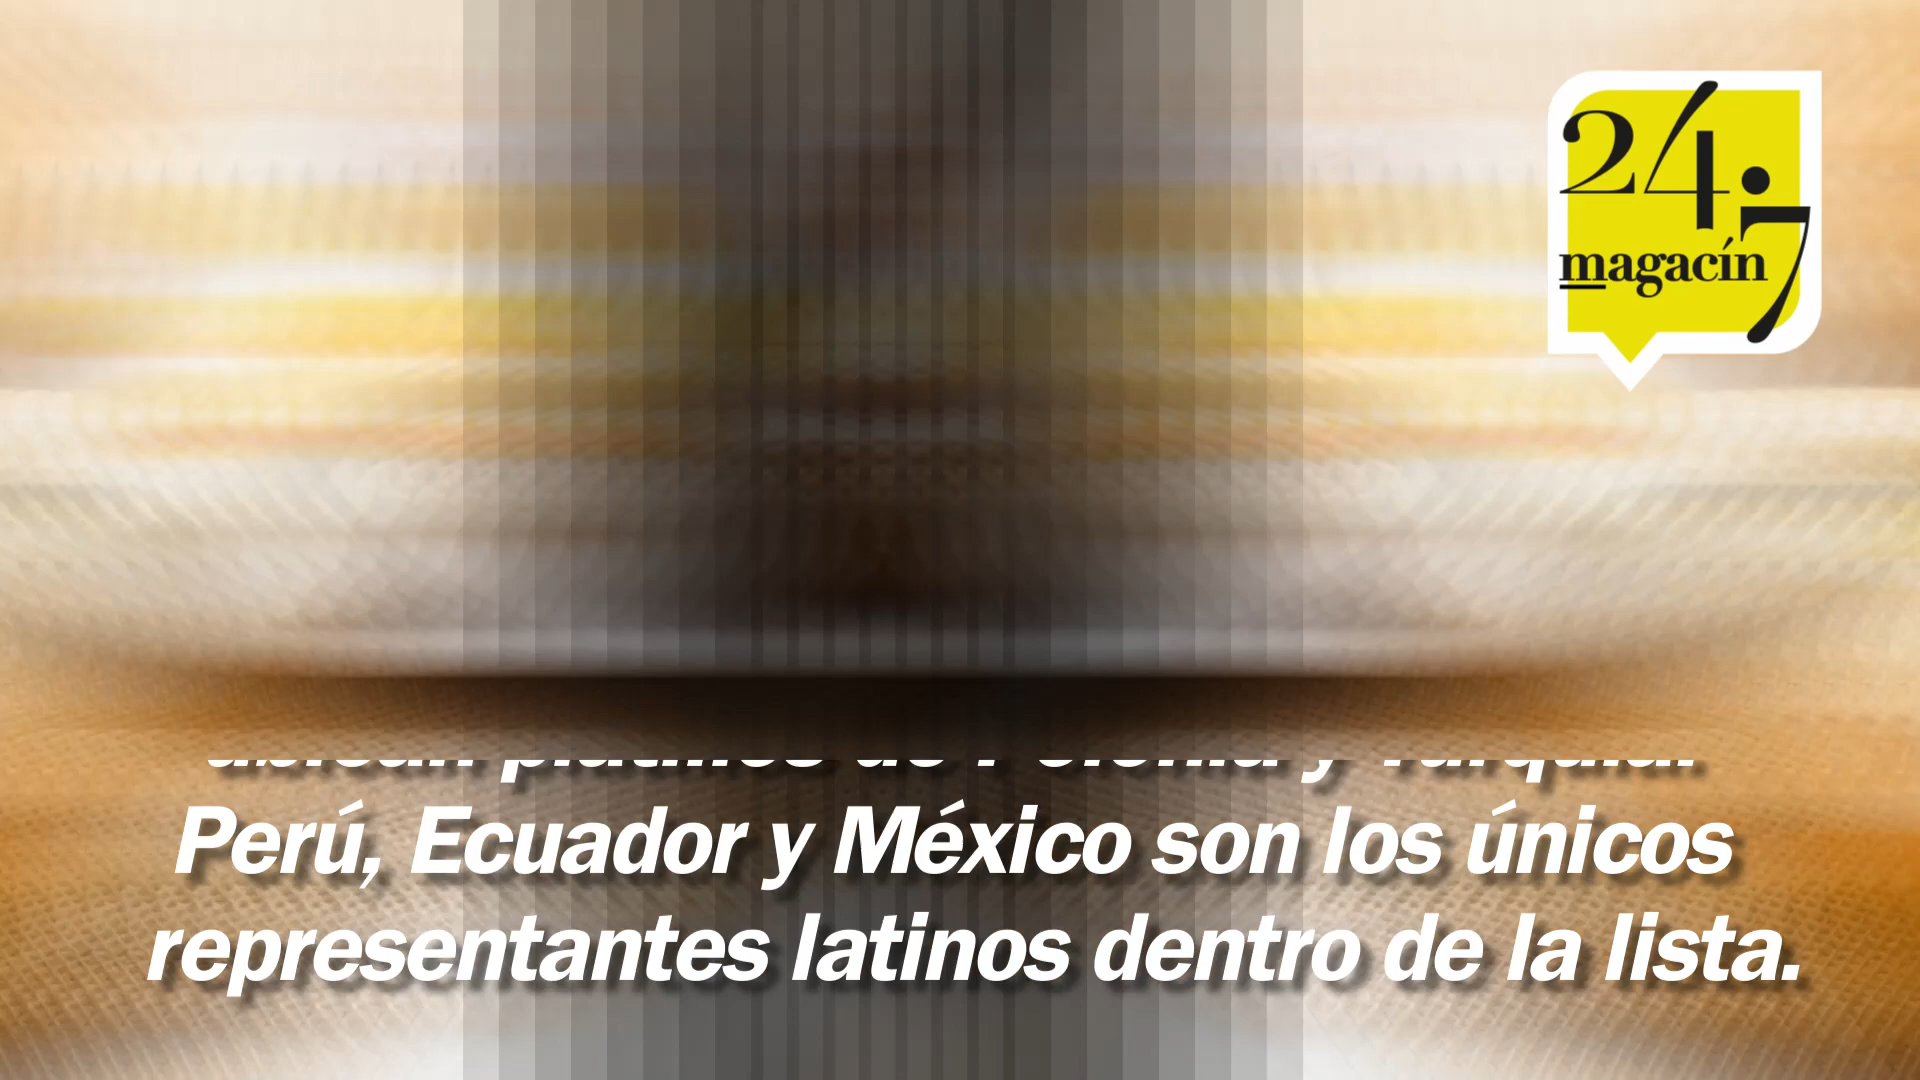 24/7
magacín
Perú, Ecuador y México son los únicos
representantes latinos dentro de la lista.